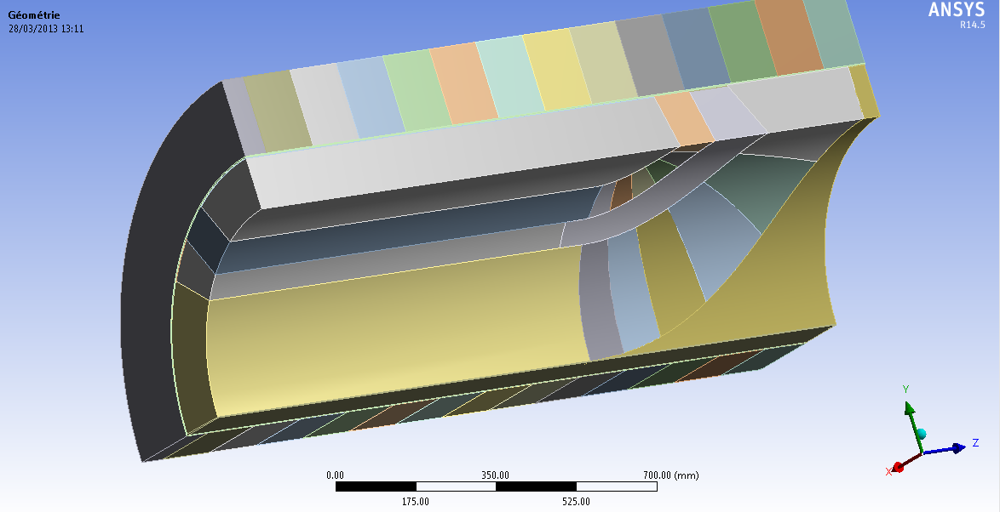 Géométrie
28/03/2013 13:11
ANSYS
R14.5
Y
Z
X
0.00 350.00 700.00 (mm)
175.00 525.00